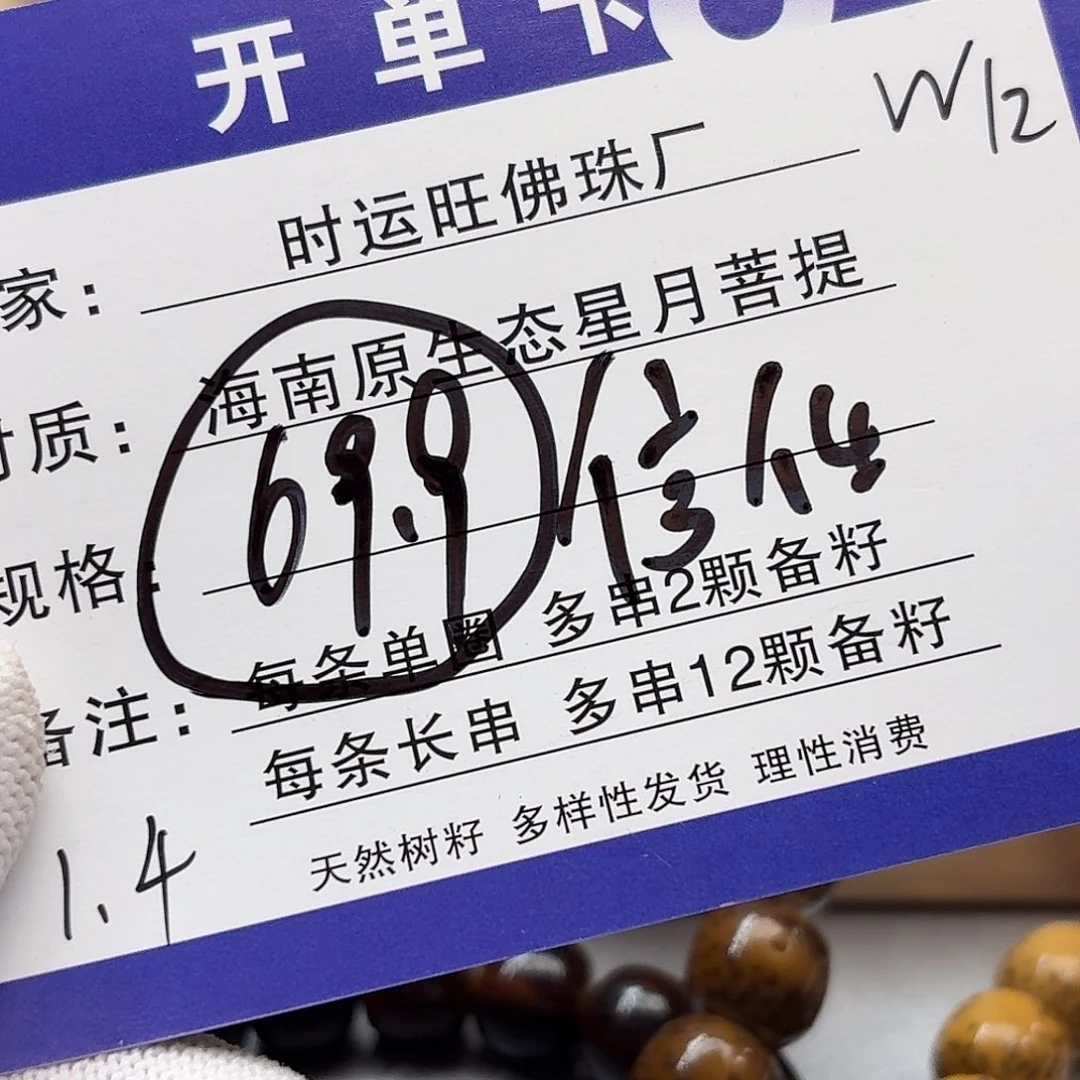 开单卡
W12
家： 时运旺佛珠厂
材质： 海南原生态星月菩提
69.9
规格：
备注： 每条单圈 多串2颗备籽
每条长串 多串12颗备籽
天然树籽 多样性发货 理性消费
1.4